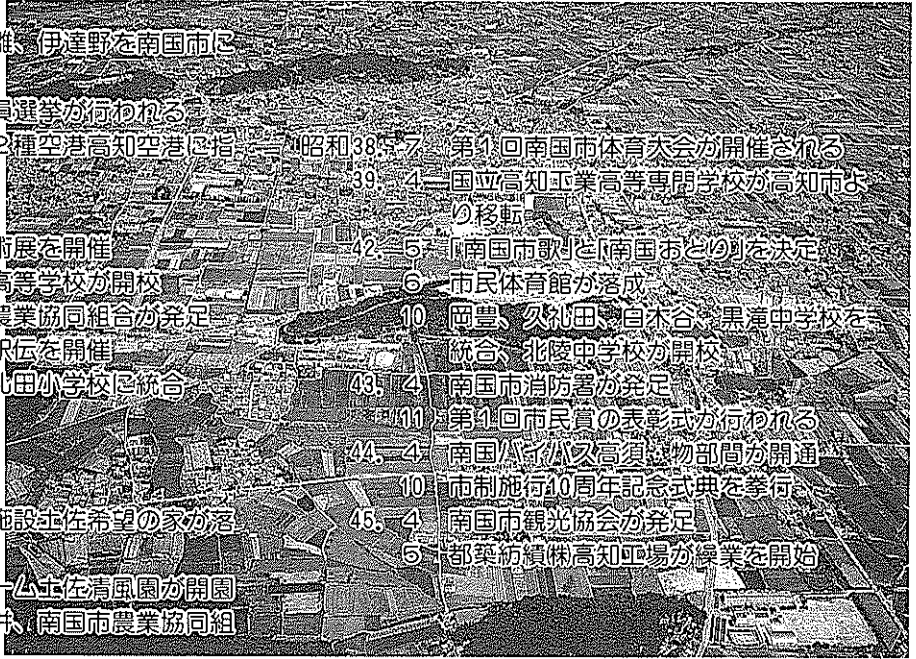 、伊達野を南国市に
選挙が行われる
2種空港高知空港に指
術展を開催
高等学校が開校
農業協同組合が発足
駅伝を開催
礼田小学校に統合
施設土佐希望の家が落
ーム土佐清風園が開園
、南国市農業協同組
昭和38. 7 第1回南国市体育大会が開催される
39. 4 国立高知工業高等専門学校が高知市よ
り移転
42. 5 「南国市歌」と「南国おどり」を決定
6 市民体育館が落成
10 岡豊、久礼田、白木谷、黒滝中学校を
統合、北陵中学校が開校
43. 4 南国市消防署が発足
11 第1回市民賞の表彰式が行われる
44. 4 南国バイパス高須、物部間が開通
10 市制施行10周年記念式典を挙行
45. 4 南国市観光協会が発足
5 都築紡績㈱高知工場が操業を開始